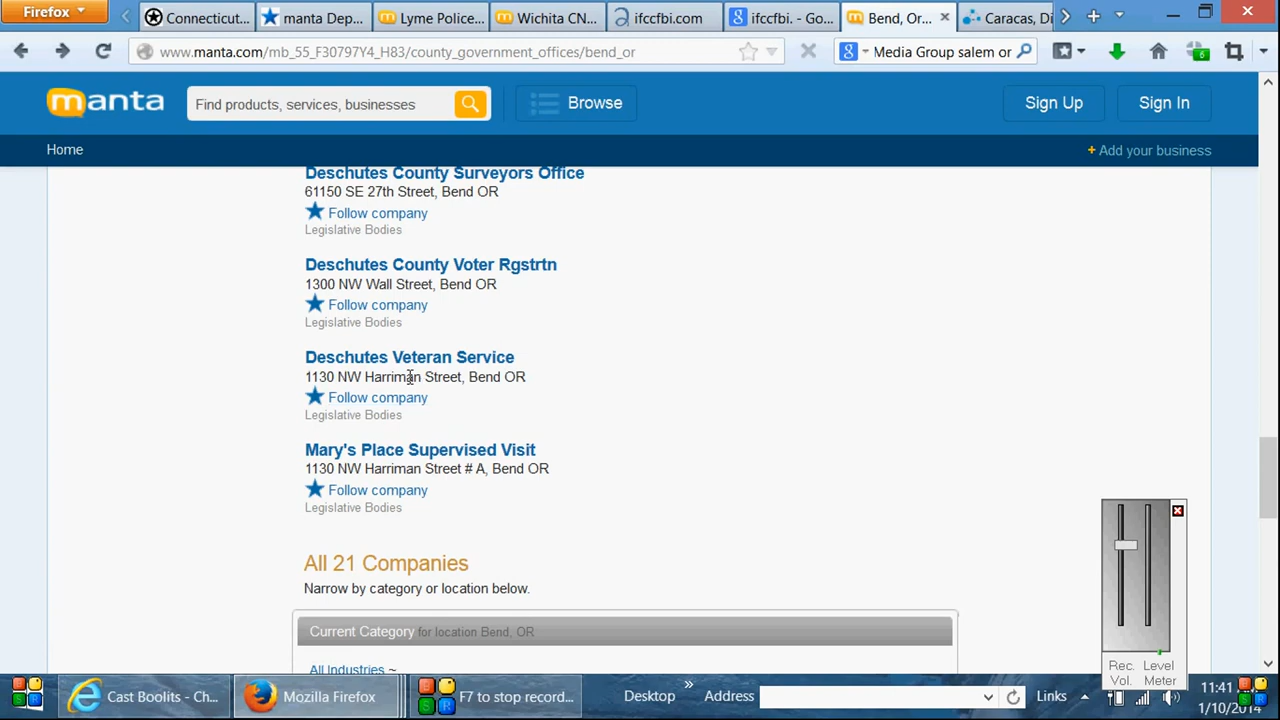 Firefox
Connecticut...
manta Dep...
Lyme Police...
Wichita CN...
ifccfbi.com
ifccfbi. - Go...
Bend, Or...
Caracas, Di
www.manta.com/mb_55_F30797Y4_H83/county_government_offices/bend_or
Media Group salem or
6
manta
Find products, services, businesses
Browse
Sign Up
Sign In
Home
+ Add your business
Deschutes County Surveyors Office
61150 SE 27th Street, Bend OR
Follow company
Legislative Bodies
Deschutes County Voter Rgstrtn
1300 NW Wall Street, Bend OR
Follow company
Legislative Bodies
Deschutes Veteran Service
1130 NW Harriman Street, Bend OR
Follow company
Legislative Bodies
Mary's Place Supervised Visit
1130 NW Harriman Street # A, Bend OR
Follow company
Legislative Bodies
All 21 Companies
Narrow by category or location below.
Current Category for location Bend, OR
All Industries ~
Rec. Level
Vol. Meter
Cast Boolits - Ch...
Mozilla Firefox
F7 to stop record...
Desktop
Address
Links
11:41 AM
1/10/2014